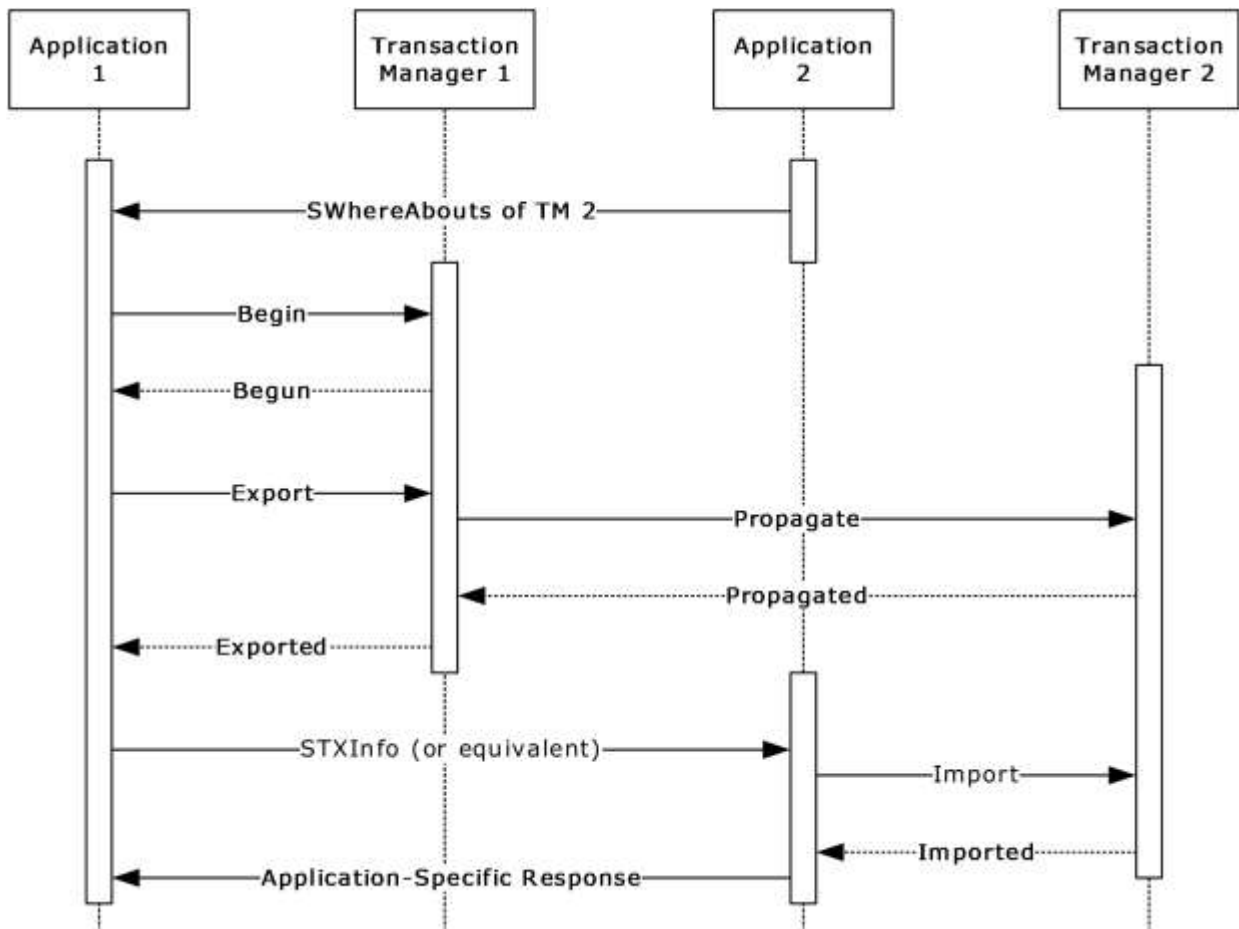 Application
1
Transaction
Manager 1
Application
2
Transaction
Manager 2
SWhereAbouts of TM 2
Begin
Begun
Export
Propagate
Propagated
Exported
STXInfo (or equivalent)
Import
Imported
Application-Specific Response